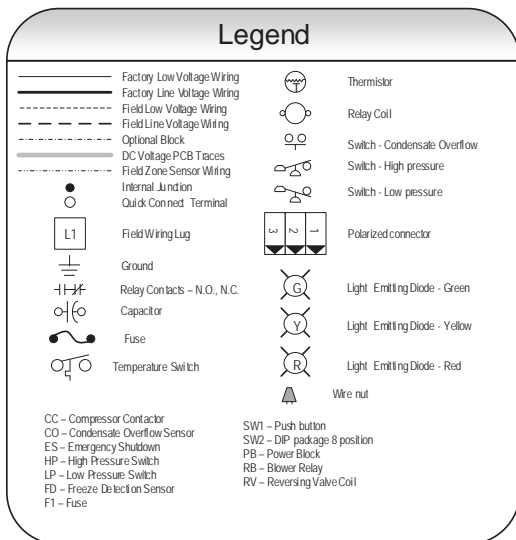 Legend
Factory Low Voltage Wiring
Factory Line Voltage Wiring
Field Low Voltage Wiring
Field Line Voltage Wiring
Optional Block
DC Voltage PCB Traces
Field Zone Sensor Wiring
Internal Junction
Quick Connect Terminal
L1
Field Wiring Lug
Ground
Relay Contacts – N.O., N.C.
Capacitor
Fuse
Temperature Switch
T
Thermistor
Relay Coil
Switch - Condensate Overflow
Switch - High pressure
Switch - Low pressure
3 2 1
Polarized connector
G
Light Emitting Diode - Green
Y
Light Emitting Diode - Yellow
R
Light Emitting Diode - Red
Wire nut
CC – Compressor Contactor
CO – Condensate Overflow Sensor
ES – Emergency Shutdown
HP – High Pressure Switch
LP – Low Pressure Switch
FD – Freeze Detection Sensor
F1 – Fuse
SW1 – Push button
SW2 – DIP package 8 position
PB – Power Block
RB – Blower Relay
RV – Reversing Valve Coil